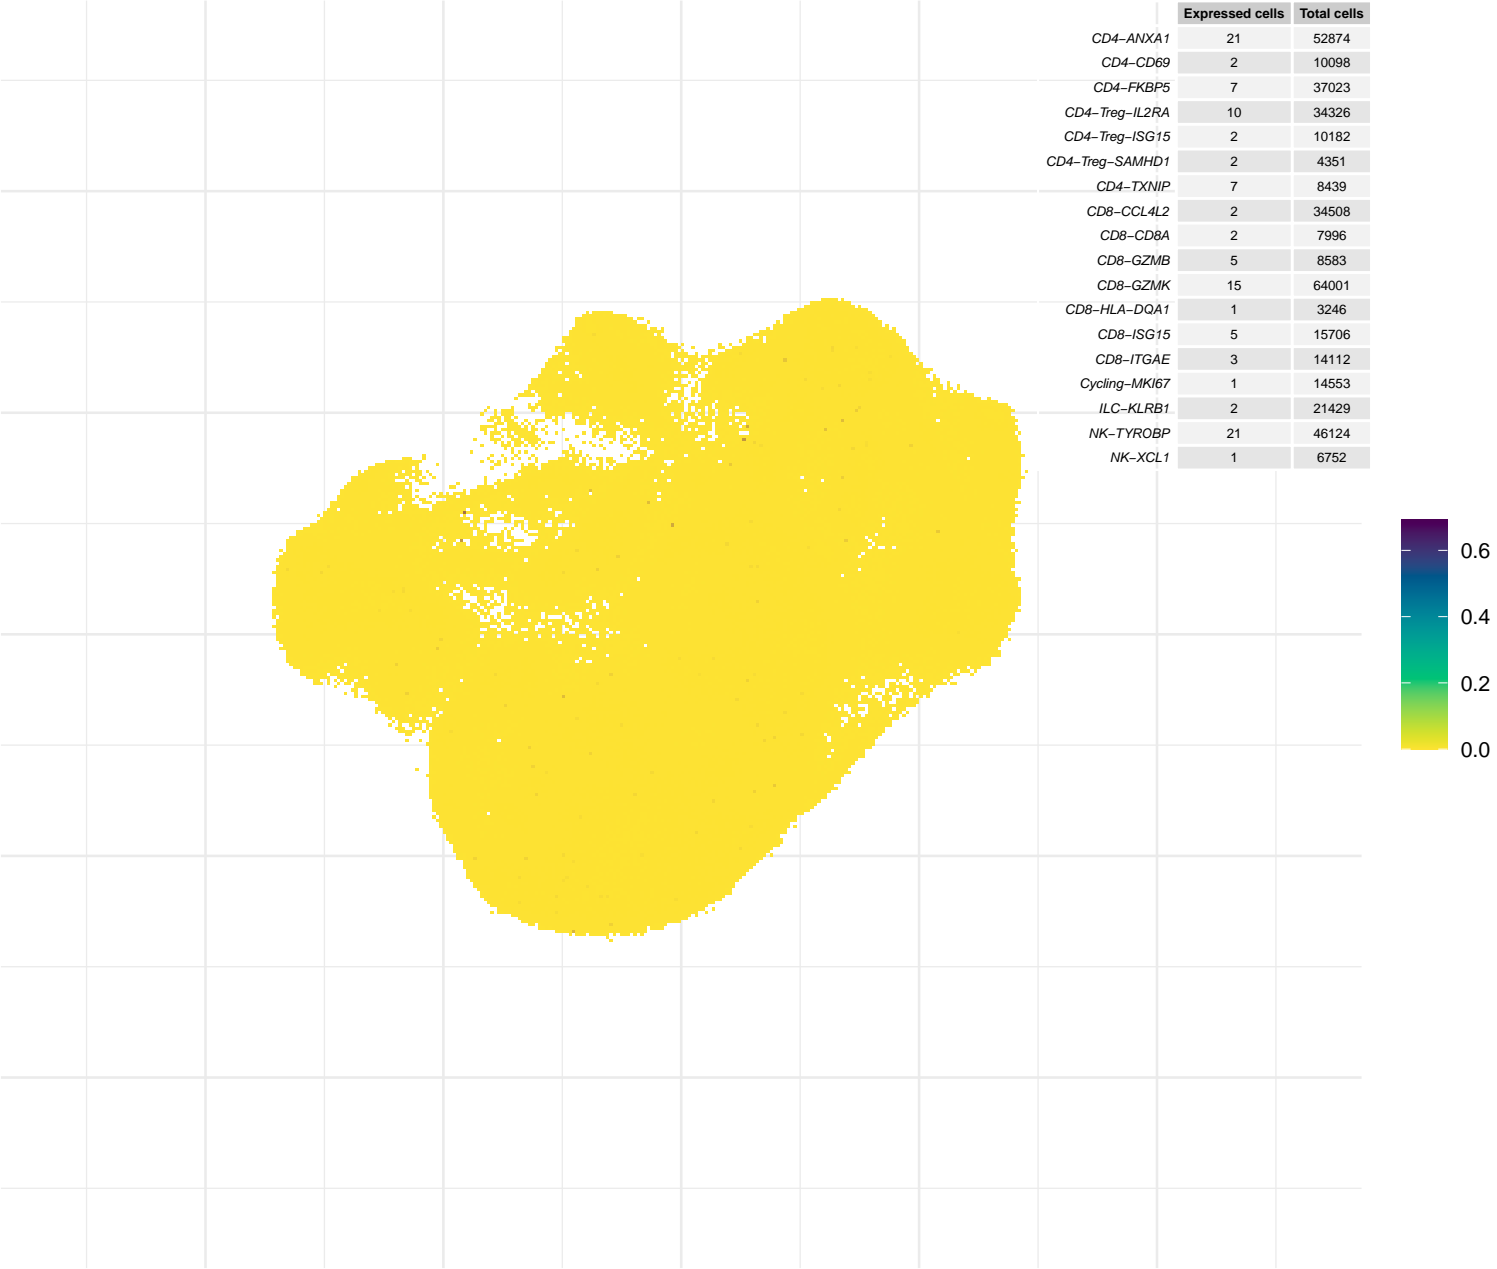 Expressed cells Total cells
CD4−ANXA1 21 52874
CD4−CD69 2 10098
CD4−FKBP5 7 37023
CD4−Treg−IL2RA 10 34326
CD4−Treg−ISG15 2 10182
CD4−Treg−SAMHD1 2 4351
CD4−TXNIP 7 8439
CD8−CCL4L2 2 34508
CD8−CD8A 2 7996
CD8−GZMB 5 8583
CD8−GZMK 15 64001
CD8−HLA−DQA1 1 3246
CD8−ISG15 5 15706
CD8−ITGAE 3 14112
Cycling−MKI67 1 14553
ILC−KLRB1 2 21429
NK−TYROBP 21 46124
NK−XCL1 1 6752
0.6
0.4
0.2
0.0